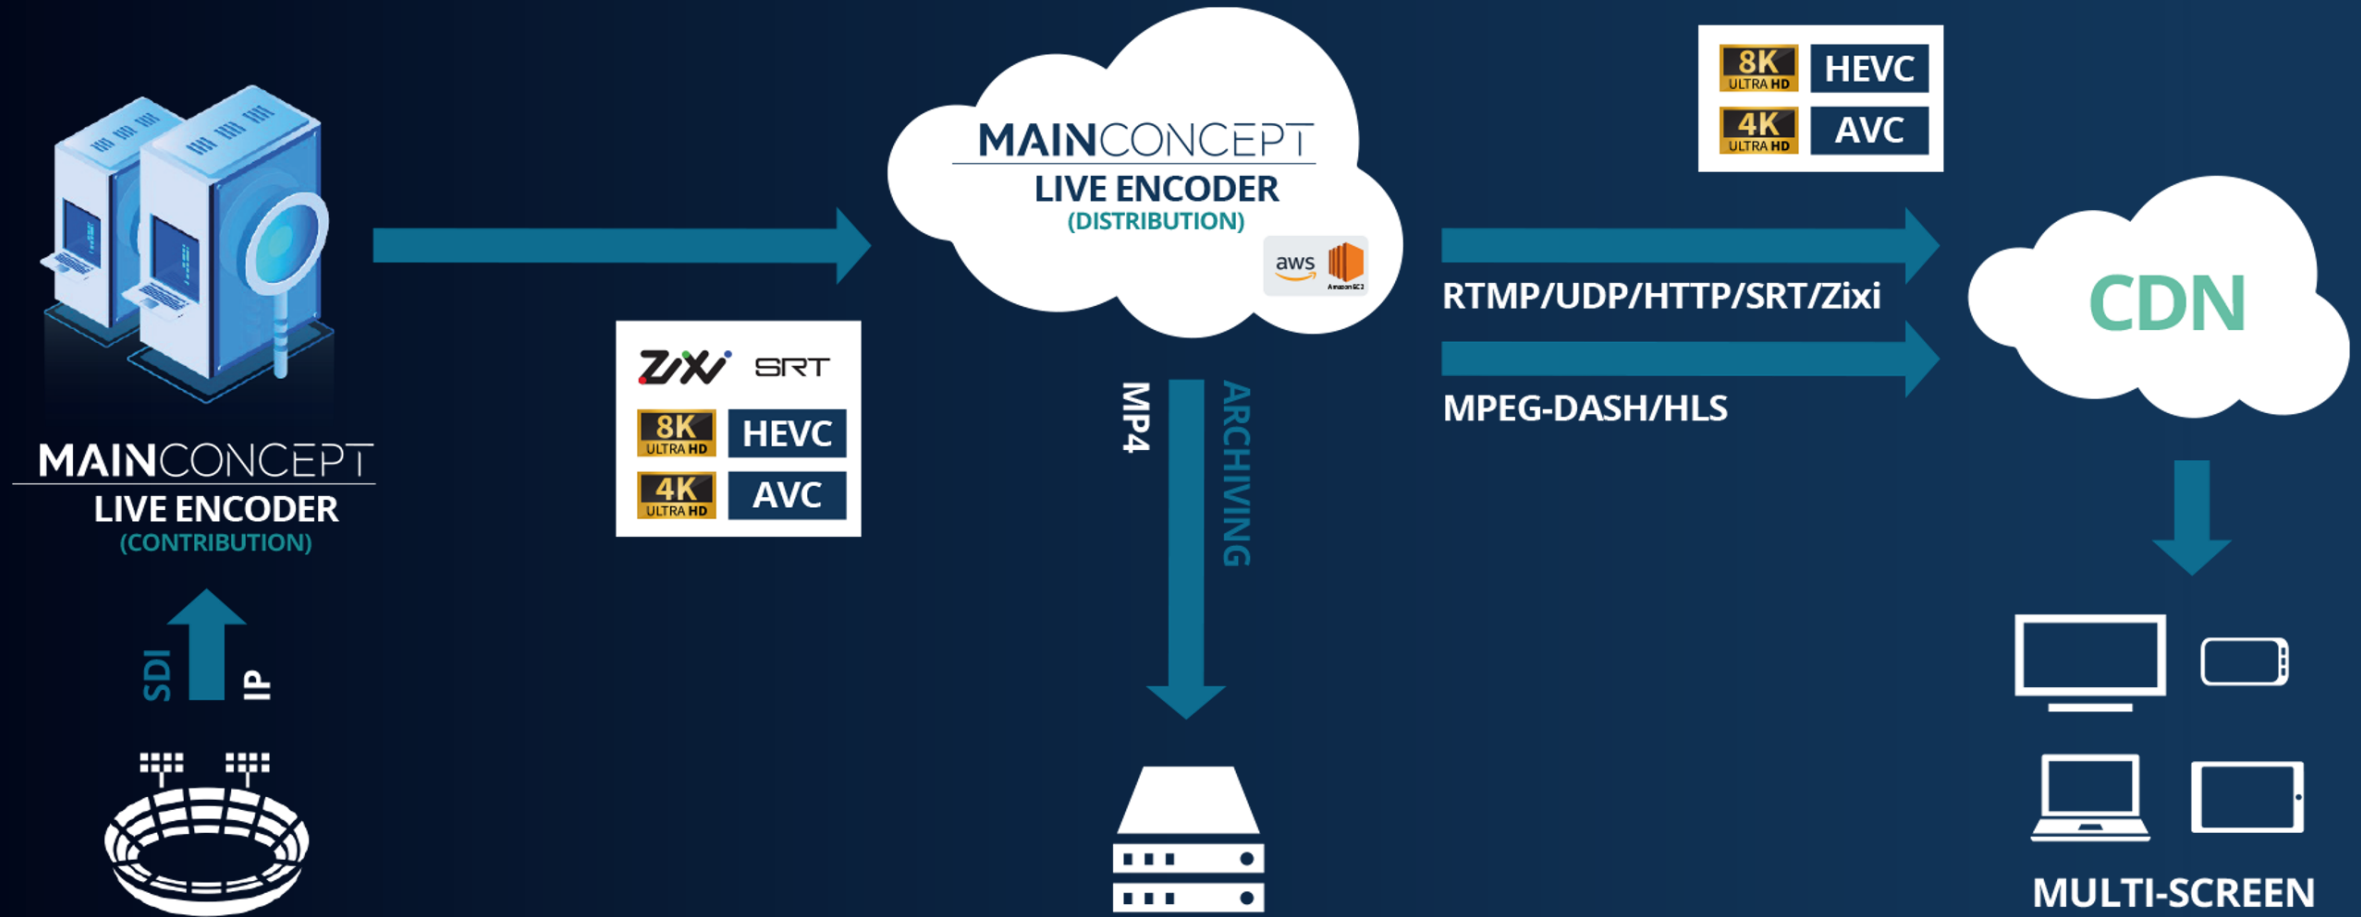 MAINCONCEPT
LIVE ENCODER
(CONTRIBUTION)
SDI
IP
ZiXi SRT
8K ULTRA HD HEVC
4K ULTRA HD AVC
MAINCONCEPT
LIVE ENCODER
(DISTRIBUTION)
aws
Amazon EC2
MP4
ARCHIVING
8K ULTRA HD HEVC
4K ULTRA HD AVC
RTMP/UDP/HTTP/SRT/Zixi
MPEG-DASH/HLS
CDN
MULTI-SCREEN